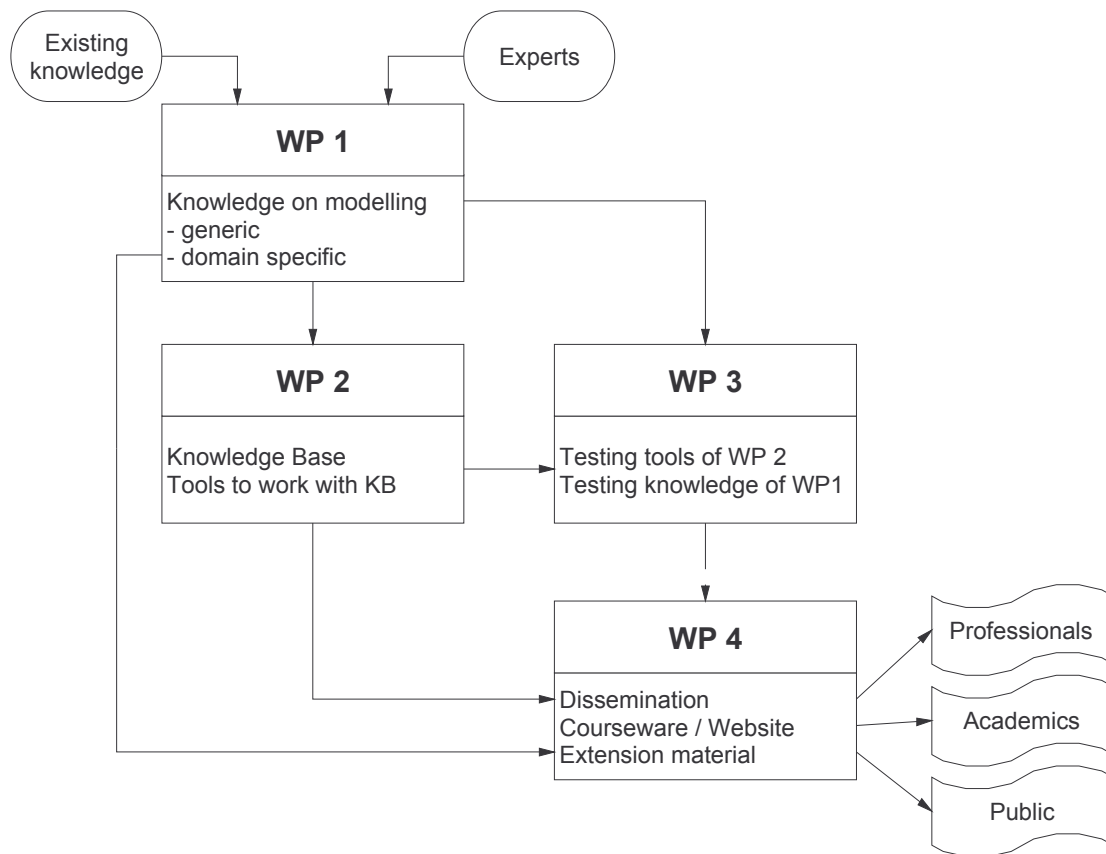 Existing
knowledge
Experts
WP 1
Knowledge on modelling
- generic
- domain specific
WP 2
Knowledge Base
Tools to work with KB
WP 3
Testing tools of WP 2
Testing knowledge of WP1
WP 4
Dissemination
Courseware / Website
Extension material
Professionals
Academics
Public